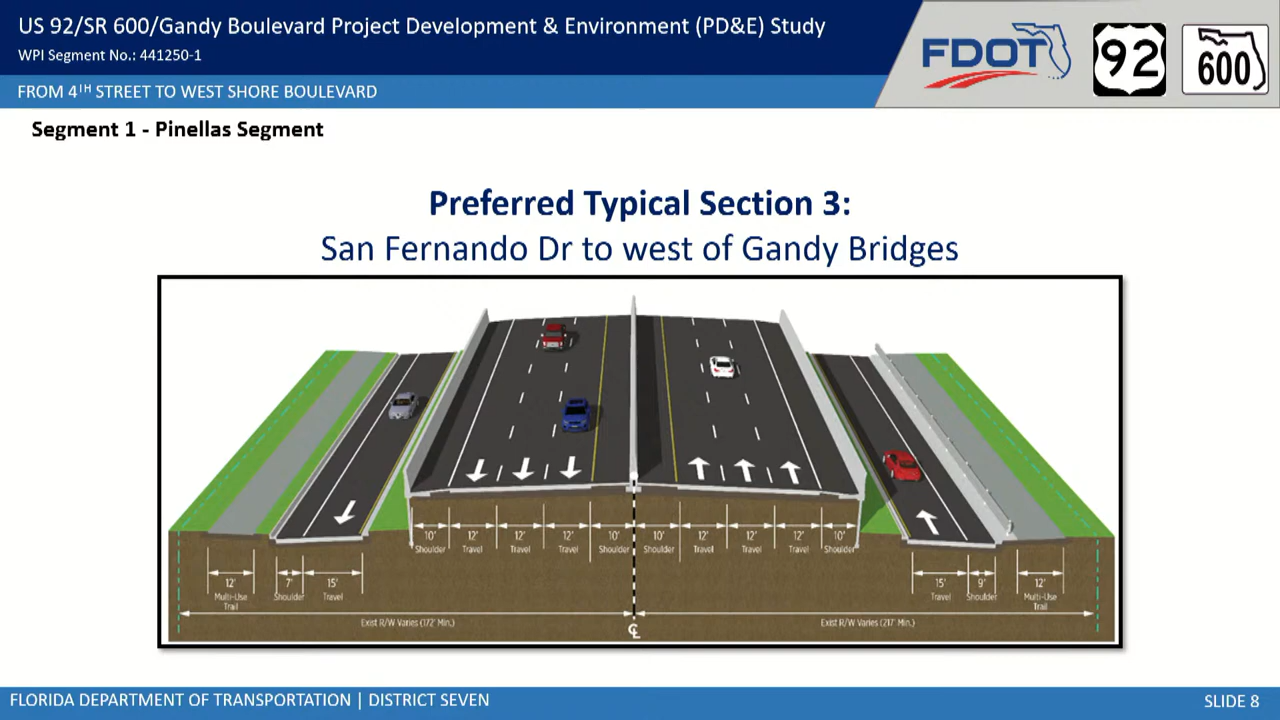 US 92/SR 600/Gandy Boulevard Project Development & Environment (PD&E) Study
WPI Segment No.: 441250-1
FROM 4TH STREET TO WEST SHORE BOULEVARD
FDOT
92
600
Segment 1 - Pinellas Segment
Preferred Typical Section 3:
San Fernando Dr to west of Gandy Bridges
10' Shoulder
12' Travel
12' Travel
12' Travel
10' Shoulder
10' Shoulder
12' Travel
12' Travel
12' Travel
10' Shoulder
12' Multi-Use Trail
7' Shoulder
15' Travel
15' Travel
9' Shoulder
12' Multi-Use Trail
Exist R/W Varies (172' Min.)
Exist R/W Varies (217' Min.)
℄
FLORIDA DEPARTMENT OF TRANSPORTATION | DISTRICT SEVEN
SLIDE 8